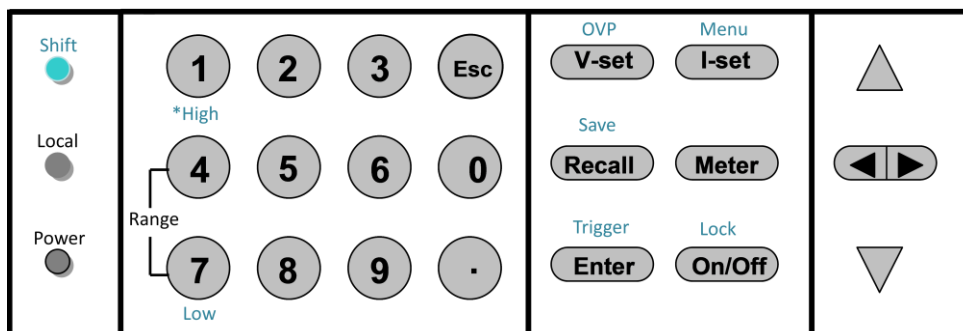 Shift
Local
Power
1 2 3 Esc
*High
4 5 6 0
Range
7 8 9 .
Low
OVP Menu
V-set I-set
Save
Recall Meter
Trigger Lock
Enter On/Off